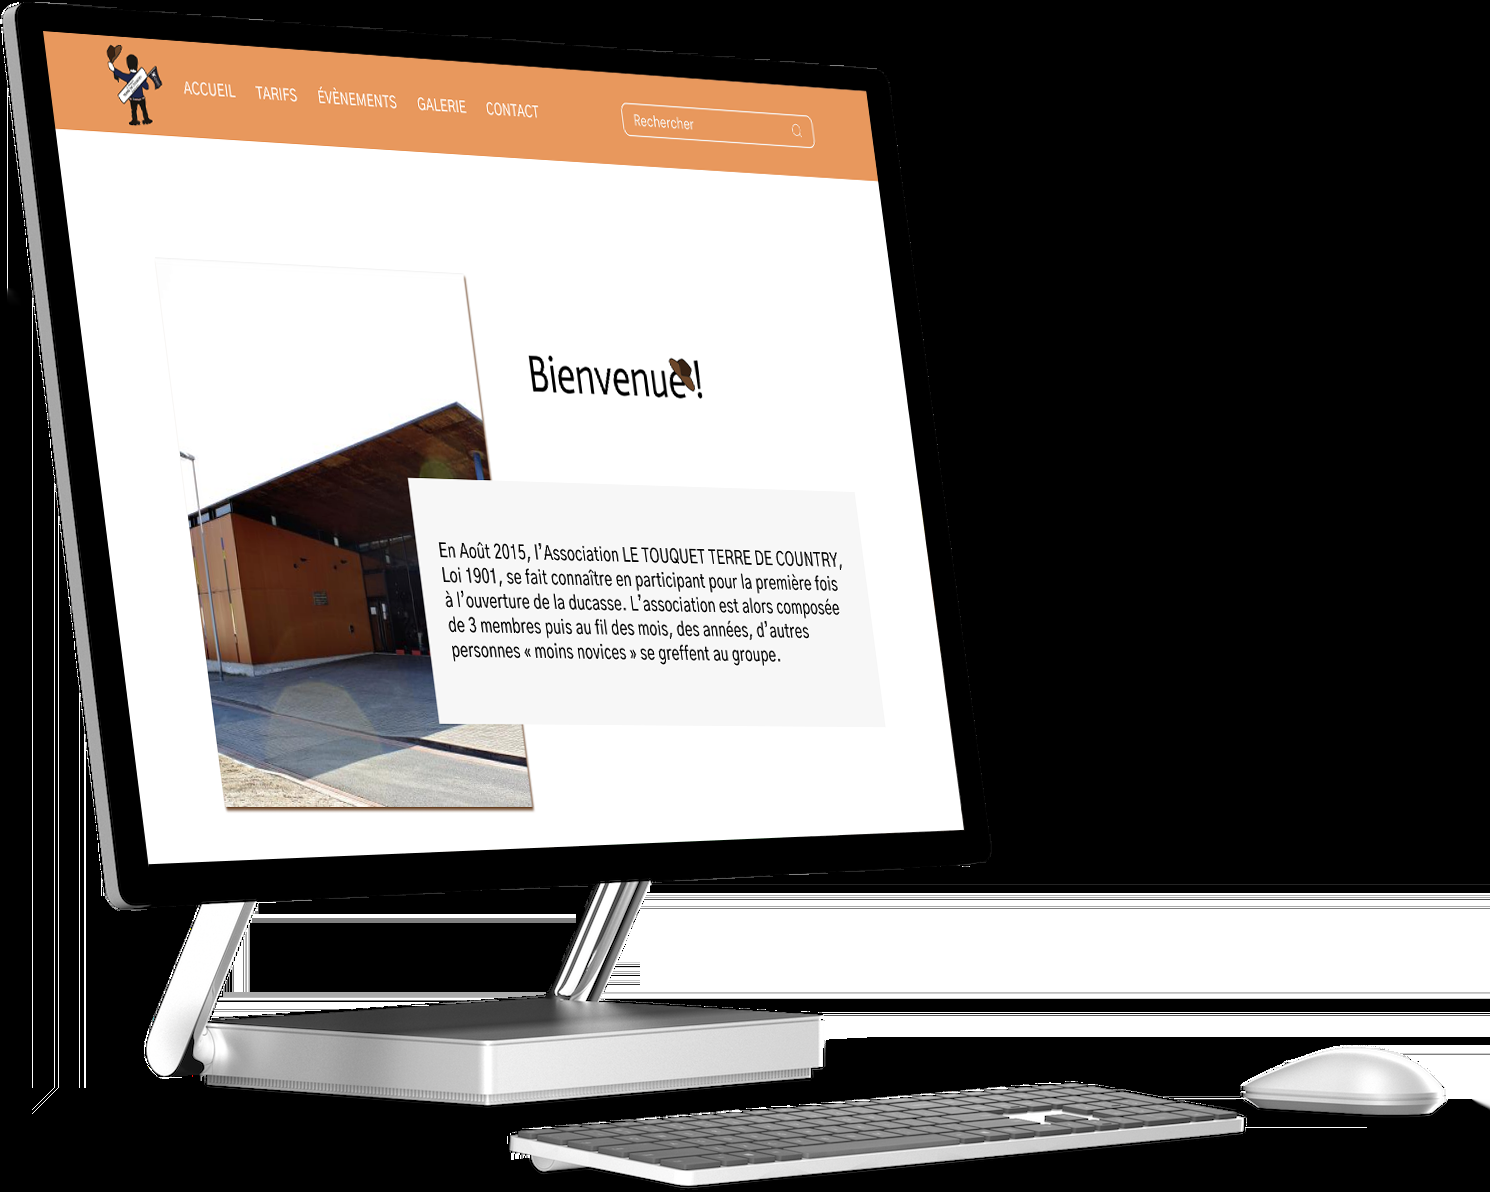 ACCUEIL TARIFS ÉVÈNEMENTS GALERIE CONTACT
Rechercher
Bienvenue !
En Août 2015, l’Association LE TOUQUET TERRE DE COUNTRY,
Loi 1901, se fait connaître en participant pour la première fois
à l’ouverture de la ducasse. L’association est alors composée
de 3 membres puis au fil des mois, des années, d’autres
personnes « moins novices » se greffent au groupe.